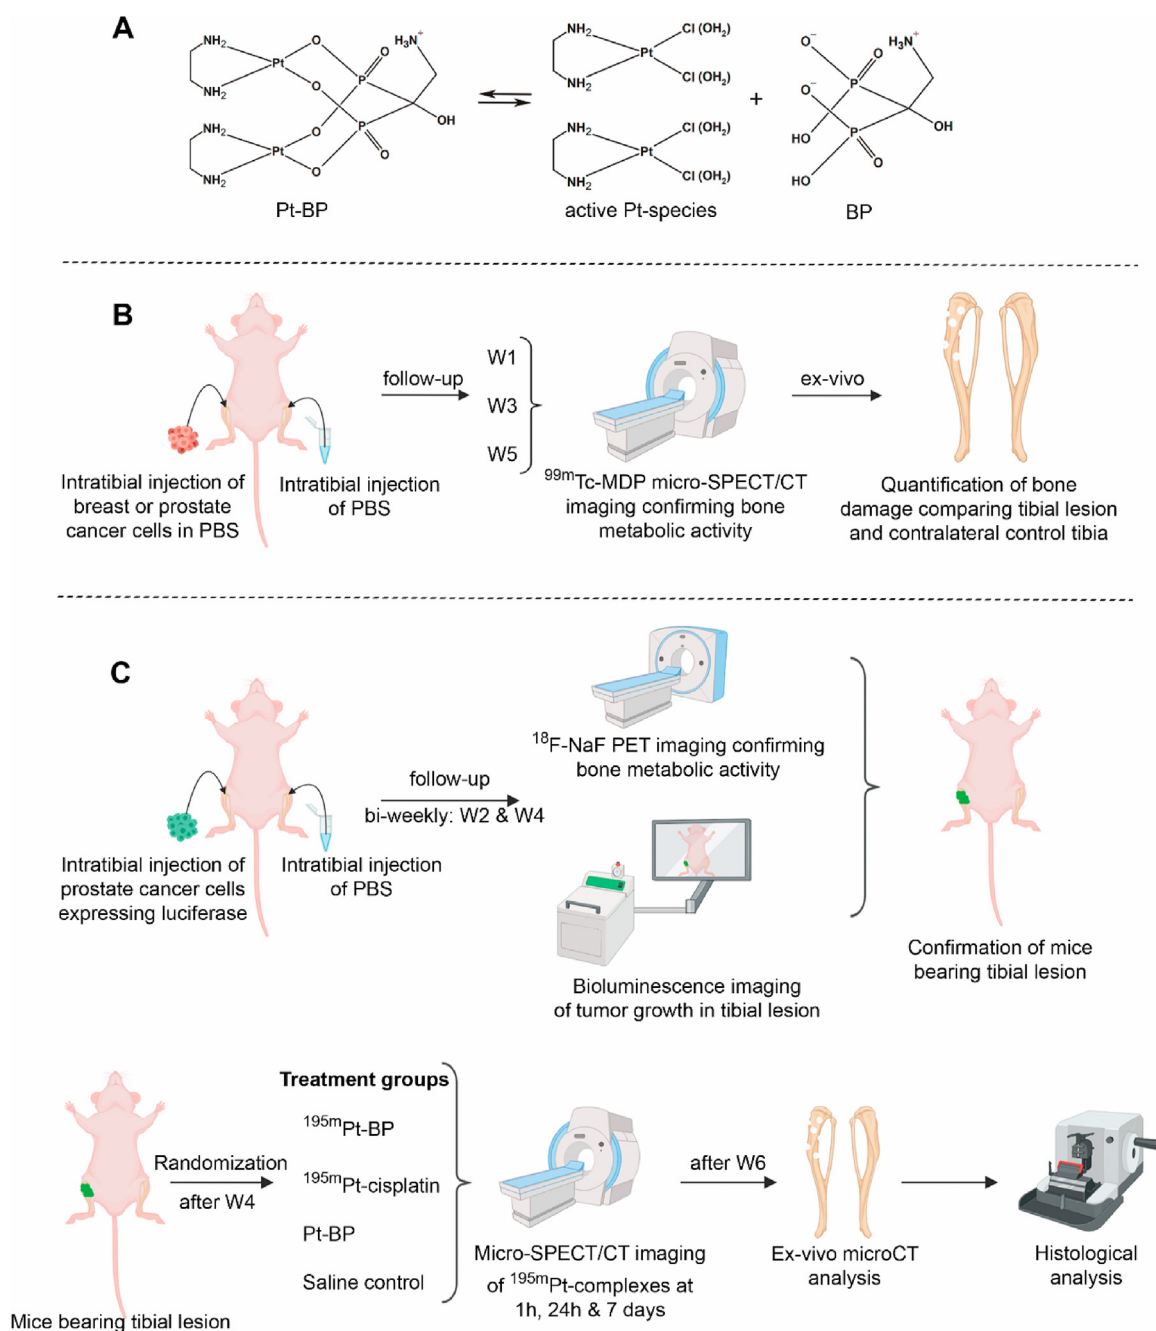 A
NH₂
Pt
NH₂
NH₂
Pt
NH₂
O
O
O
O
P
P
O
O
H₃N⁺
OH
Pt-BP
NH₂
Pt
NH₂
Cl (OH₂)
Cl (OH₂)
NH₂
Pt
NH₂
Cl (OH₂)
Cl (OH₂)
active Pt-species
+
O⁻
O⁻
P
P
O
O
HO
HO
H₃N⁺
OH
BP
B
follow-up
W1
W3
W5
ex-vivo
Intratibial injection of
breast or prostate
cancer cells in PBS
Intratibial injection
of PBS
⁹⁹ᵐTc-MDP micro-SPECT/CT
imaging confirming bone
metabolic activity
Quantification of bone
damage comparing tibial lesion
and contralateral control tibia
C
follow-up
bi-weekly: W2 & W4
Intratibial injection of
prostate cancer cells
expressing luciferase
Intratibial injection
of PBS
¹⁸F-NaF PET imaging confirming
bone metabolic activity
Bioluminescence imaging
of tumor growth in tibial lesion
Confirmation of mice
bearing tibial lesion
Mice bearing tibial lesion
Randomization
after W4
Treatment groups
¹⁹⁵ᵐPt-BP
¹⁹⁵ᵐPt-cisplatin
Pt-BP
Saline control
Micro-SPECT/CT imaging
of ¹⁹⁵ᵐPt-complexes at
1h, 24h & 7 days
after W6
Ex-vivo microCT
analysis
Histological
analysis